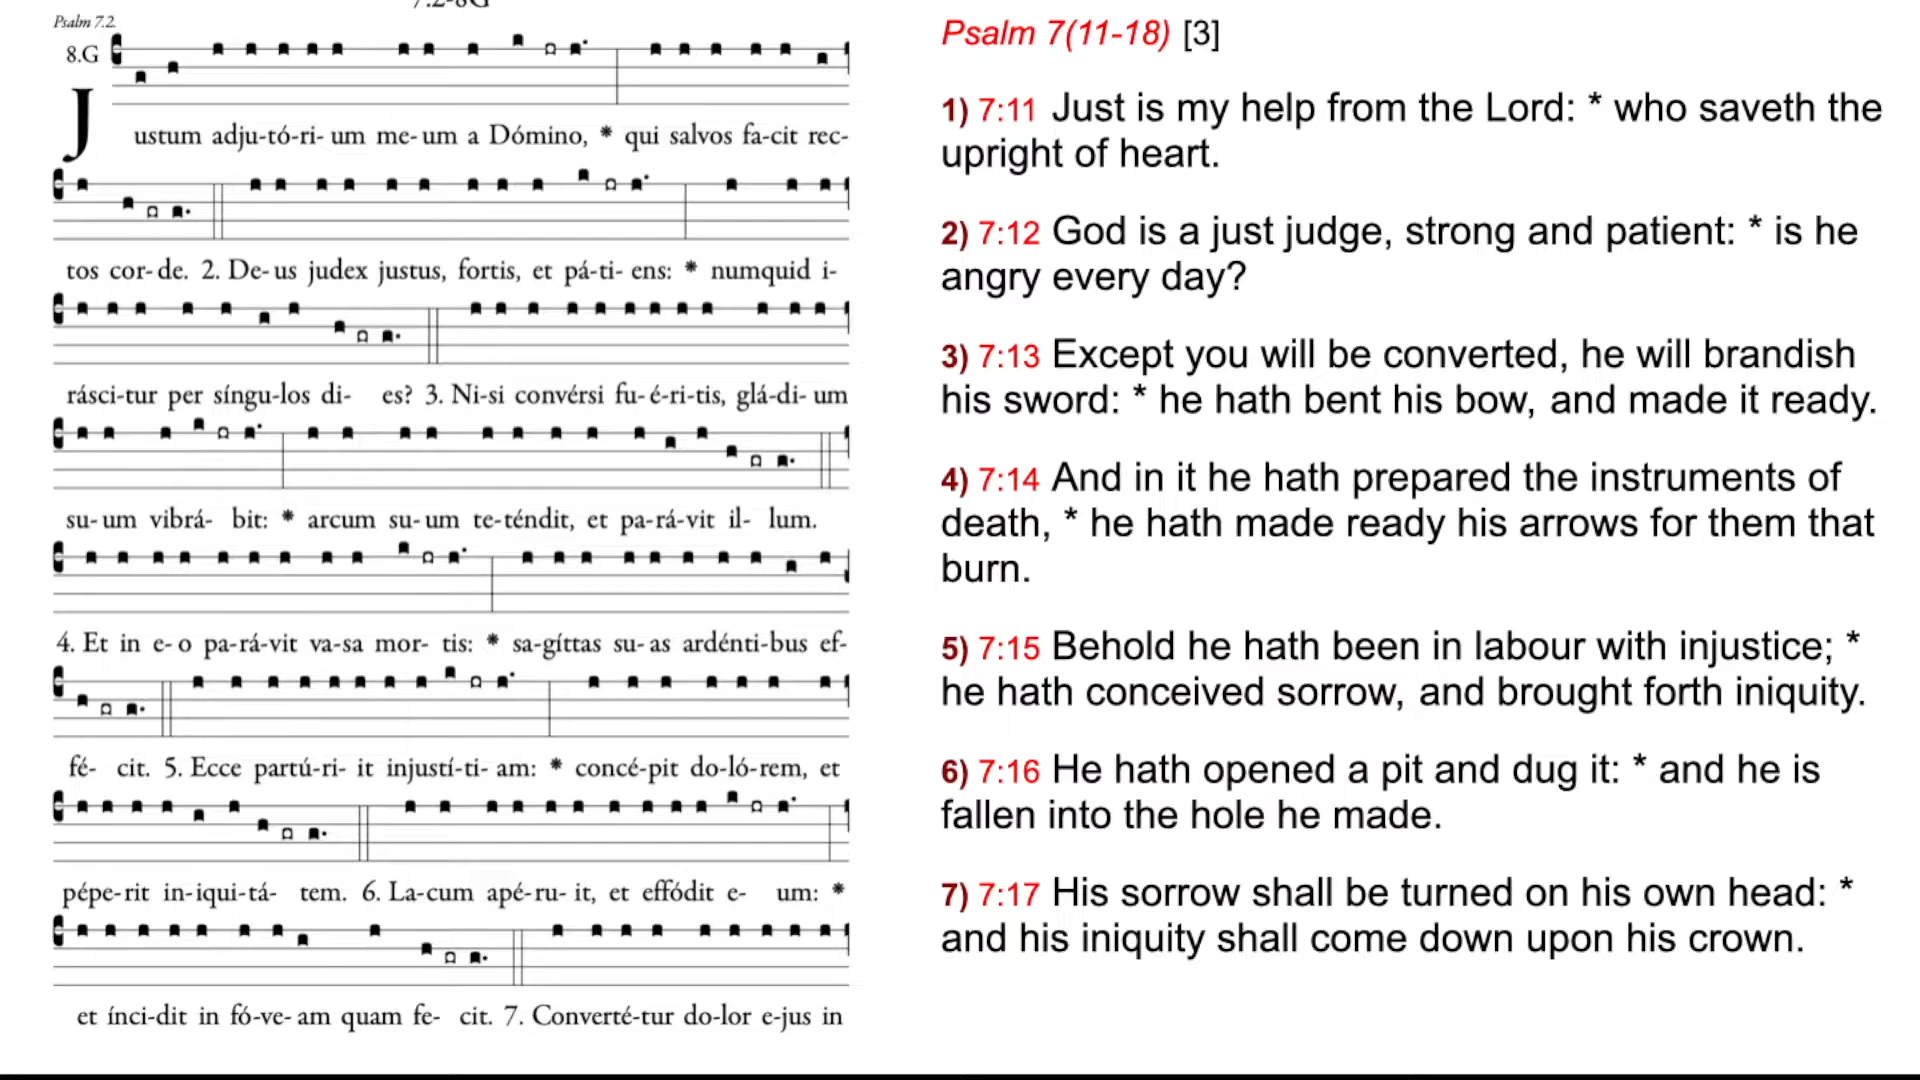 7.2-8G
Psalm 7.2
8.G
Justum adju-tó-ri- um me- um a Dómino, * qui salvos fa-cit rec-
tos cor- de. 2. De- us judex justus, fortis, et pá-ti- ens: * numquid i-
rásci-tur per síngu-los di- es? 3. Ni-si convérsi fu-é-ri-tis, glá-di- um
su- um vibrá- bit: * arcum su- um te-téndit, et pa-rá-vit il- lum.
4. Et in e- o pa-rá-vit va-sa mor- tis: * sa-gíttas su- as ardénti-bus ef-
fé- cit. 5. Ecce partú-ri- it injustí-ti- am: * concé-pit do-ló-rem, et
pépe-rit in-iqui-tá- tem. 6. La-cum apé-ru- it, et effódit e- um: *
et ínci-dit in fó-ve- am quam fe- cit. 7. Converté-tur do-lor e-jus in
Psalm 7(11-18) [3]
1) 7:11 Just is my help from the Lord: * who saveth the
upright of heart.
2) 7:12 God is a just judge, strong and patient: * is he
angry every day?
3) 7:13 Except you will be converted, he will brandish
his sword: * he hath bent his bow, and made it ready.
4) 7:14 And in it he hath prepared the instruments of
death, * he hath made ready his arrows for them that
burn.
5) 7:15 Behold he hath been in labour with injustice; *
he hath conceived sorrow, and brought forth iniquity.
6) 7:16 He hath opened a pit and dug it: * and he is
fallen into the hole he made.
7) 7:17 His sorrow shall be turned on his own head: *
and his iniquity shall come down upon his crown.